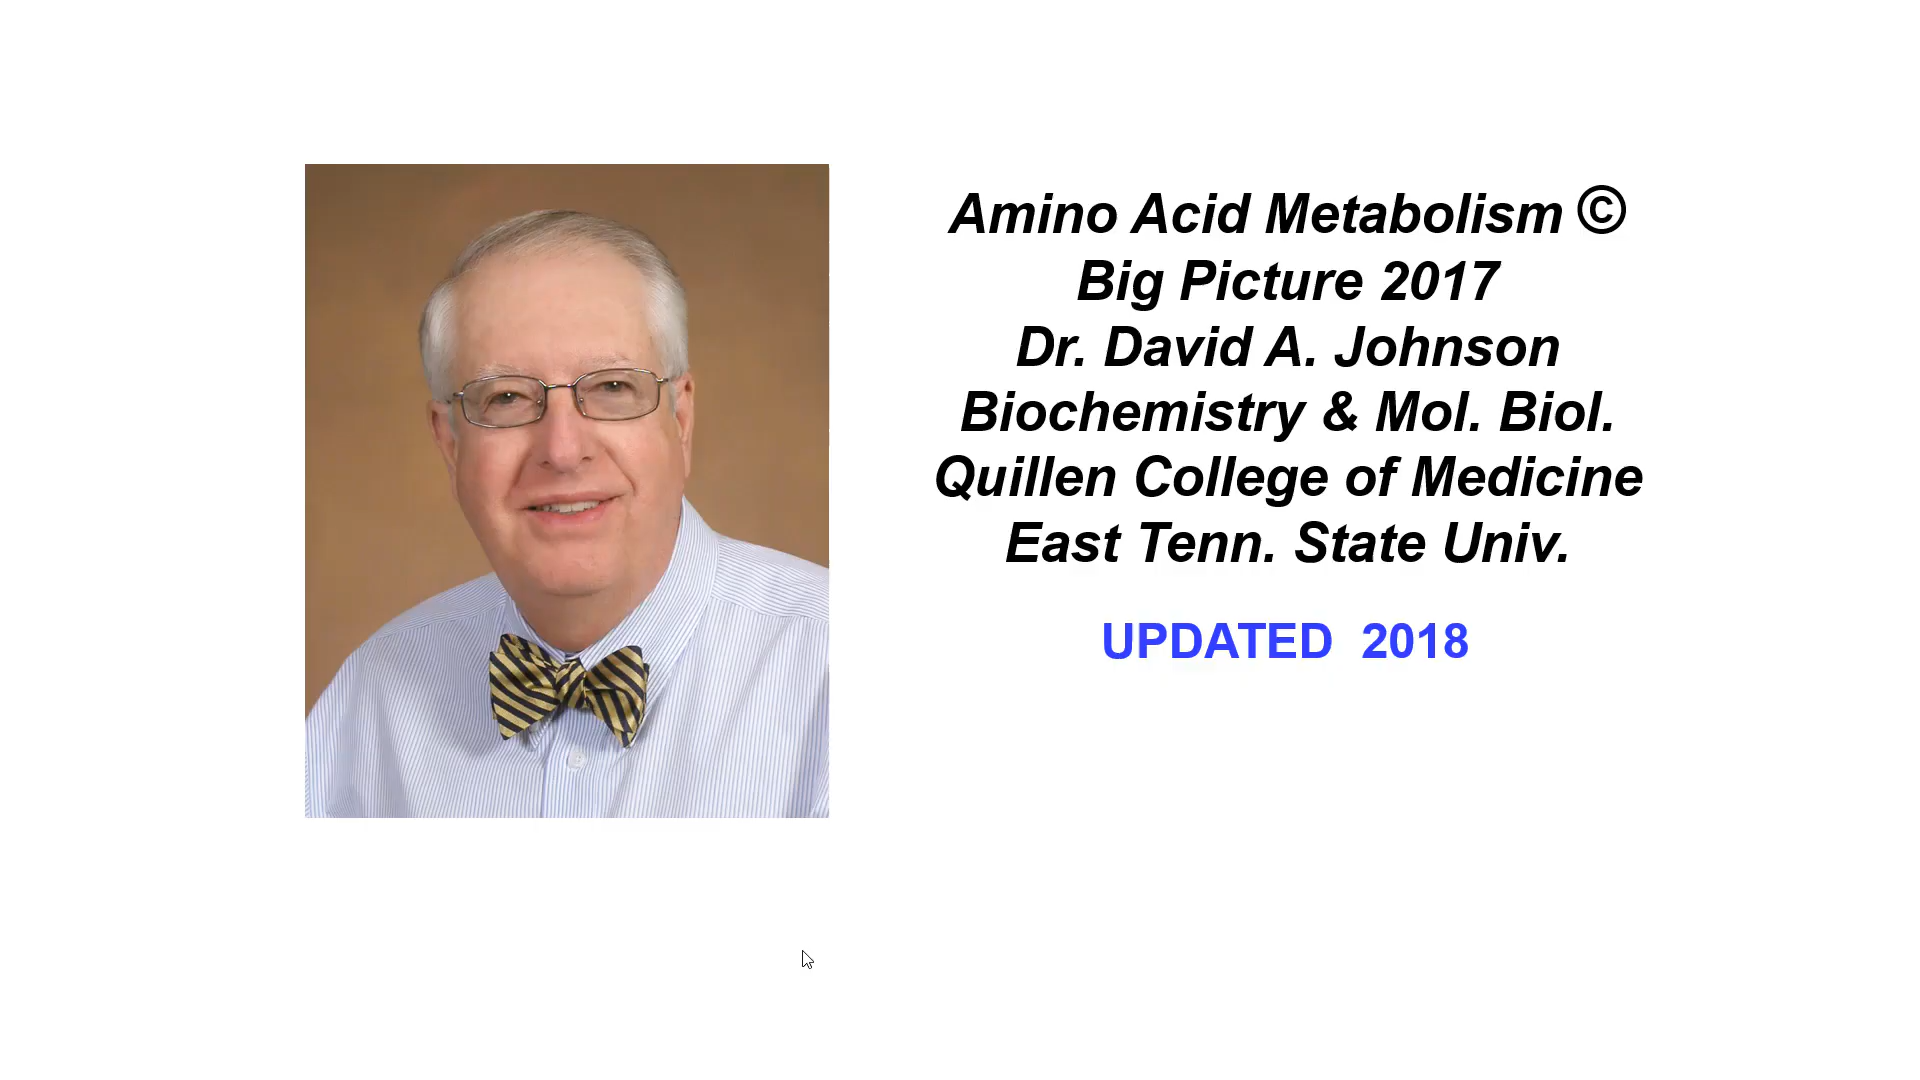 Amino Acid Metabolism ©
Big Picture 2017
Dr. David A. Johnson
Biochemistry & Mol. Biol.
Quillen College of Medicine
East Tenn. State Univ.
UPDATED 2018